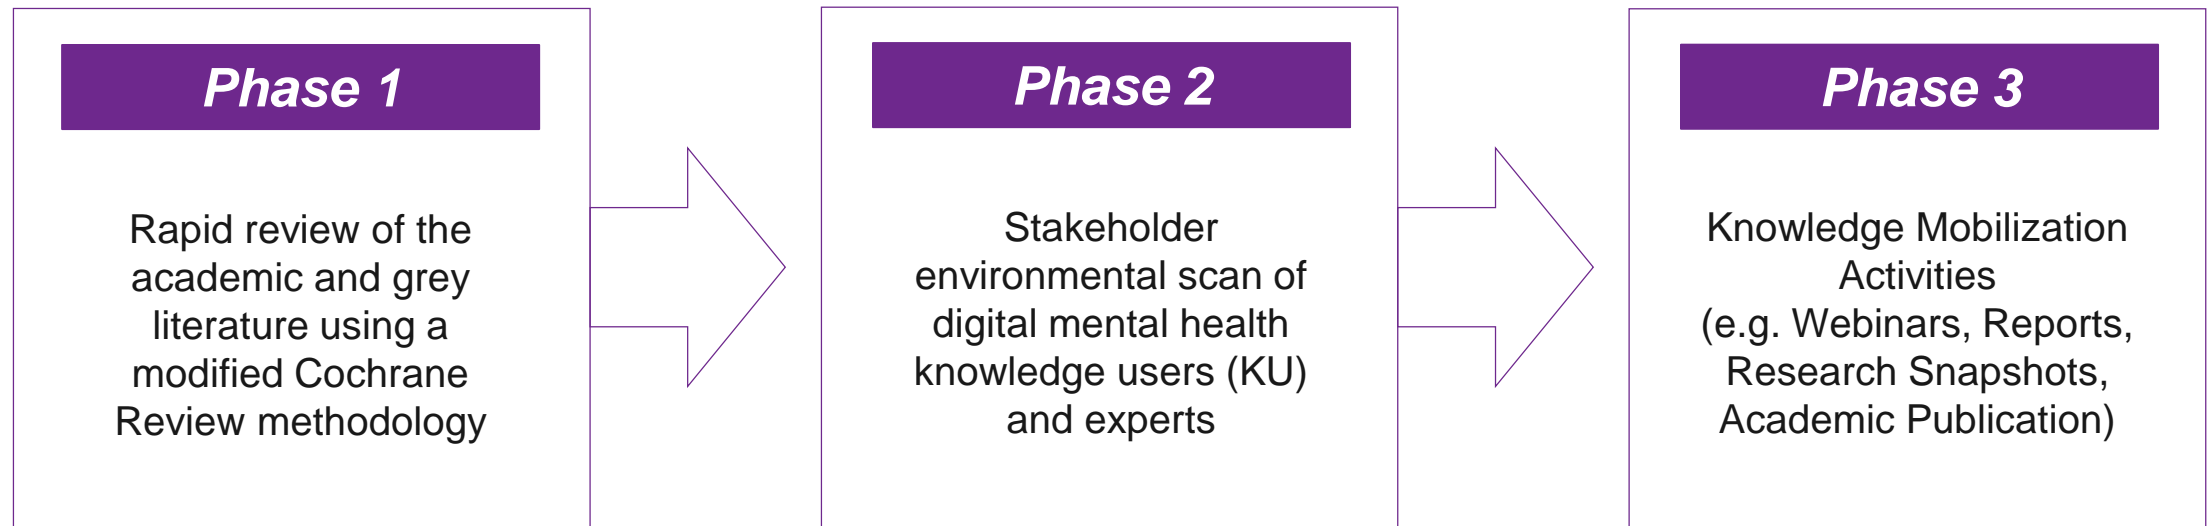 Phase 1
Rapid review of the
academic and grey
literature using a
modified Cochrane
Review methodology
Phase 2
Stakeholder
environmental scan of
digital mental health
knowledge users (KU)
and experts
Phase 3
Knowledge Mobilization
Activities
(e.g. Webinars, Reports,
Research Snapshots,
Academic Publication)